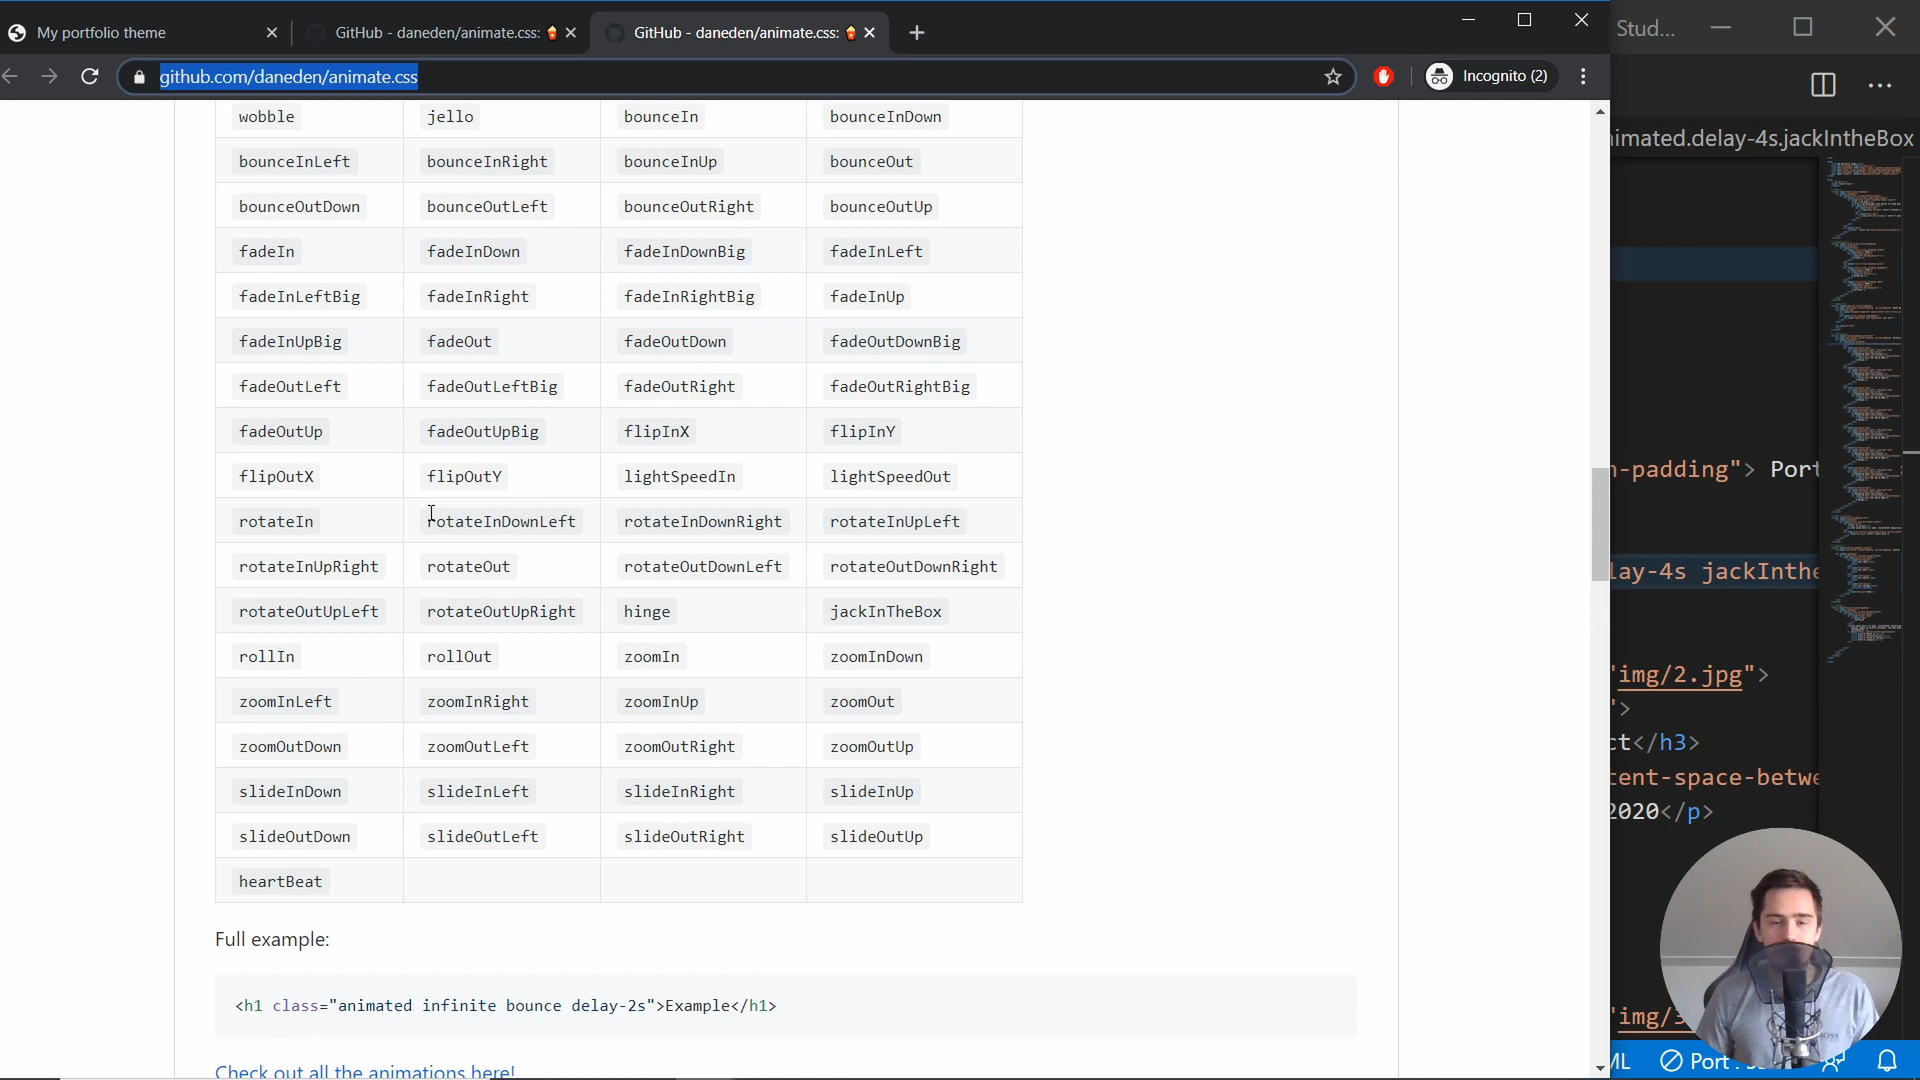 My portfolio theme
GitHub - daneden/animate.css:
GitHub - daneden/animate.css:
Stud...
github.com/daneden/animate.css
Incognito (2)
imated.delay-4s.jackIntheBox
wobble jello bounceIn bounceInDown
bounceInLeft bounceInRight bounceInUp bounceOut
bounceOutDown bounceOutLeft bounceOutRight bounceOutUp
fadeIn fadeInDown fadeInDownBig fadeInLeft
fadeInLeftBig fadeInRight fadeInRightBig fadeInUp
fadeInUpBig fadeOut fadeOutDown fadeOutDownBig
fadeOutLeft fadeOutLeftBig fadeOutRight fadeOutRightBig
fadeOutUp fadeOutUpBig flipInX flipInY
flipOutX flipOutY lightSpeedIn lightSpeedOut
rotateIn rotateInDownLeft rotateInDownRight rotateInUpLeft
rotateInUpRight rotateOut rotateOutDownLeft rotateOutDownRight
rotateOutUpLeft rotateOutUpRight hinge jackInTheBox
rollIn rollOut zoomIn zoomInDown
zoomInLeft zoomInRight zoomInUp zoomOut
zoomOutDown zoomOutLeft zoomOutRight zoomOutUp
slideInDown slideInLeft slideInRight slideInUp
slideOutDown slideOutLeft slideOutRight slideOutUp
heartBeat
Full example:
<h1 class="animated infinite bounce delay-2s">Example</h1>
Check out all the animations here!
n-padding"> Port
lay-4s jackInthe
"img/2.jpg">
">
ct</h3>
tent-space-betwe
2020</p>
"img/3
ML Port